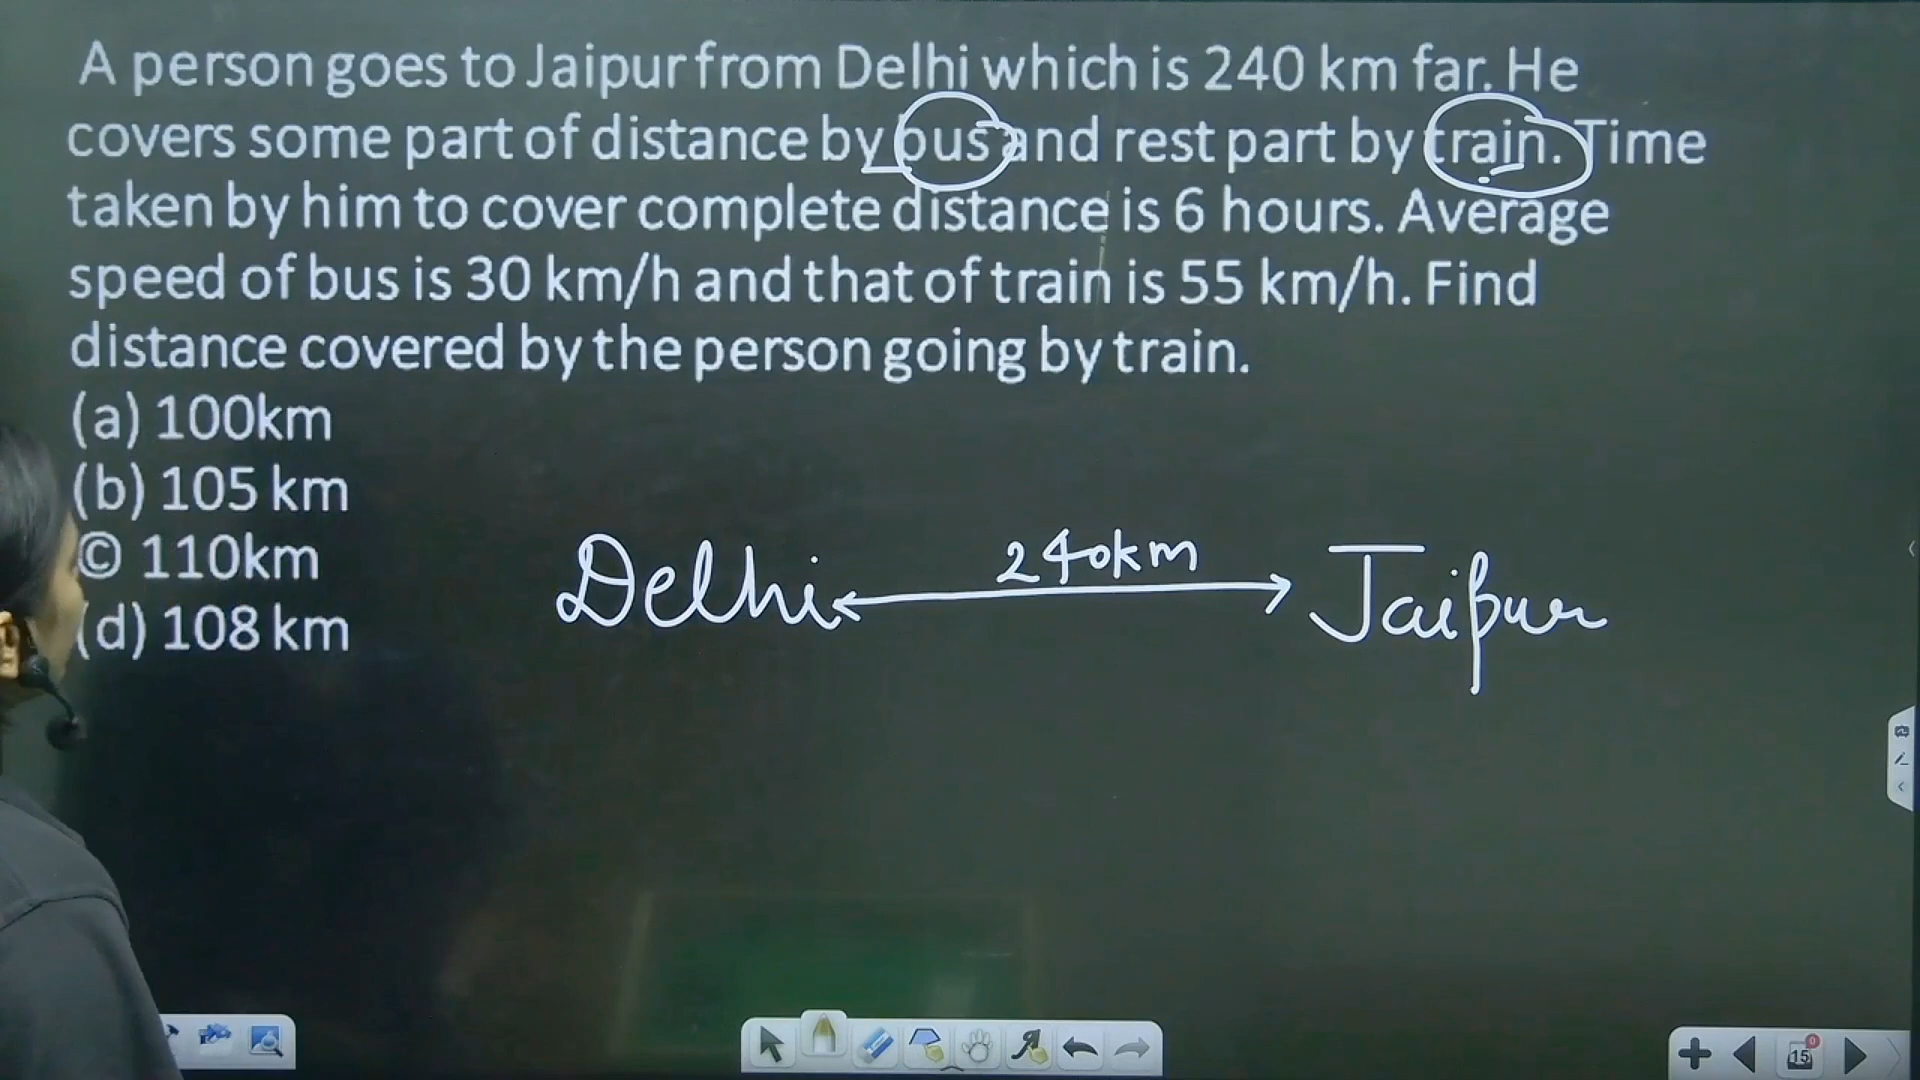 A person goes to Jaipur from Delhi which is 240 km far. He
covers some part of distance by bus and rest part by train. Time
taken by him to cover complete distance is 6 hours. Average
speed of bus is 30 km/h and that of train is 55 km/h. Find
distance covered by the person going by train.
(a) 100km
(b) 105 km
© 110km
(d) 108 km
240km
Delhi Jaipur
15
0